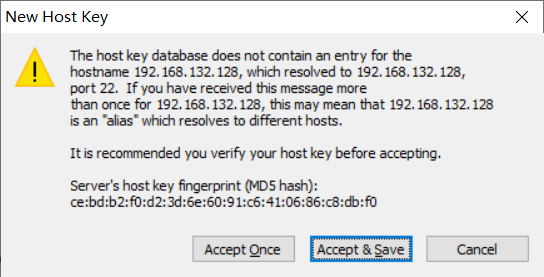 New Host Key
The host key database does not contain an entry for the
hostname 192.168.132.128, which resolved to 192.168.132.128,
port 22.  If you have received this message more
than once for 192.168.132.128, this may mean that 192.168.132.128
is an "alias" which resolves to different hosts.
It is recommended you verify your host key before accepting.
Server's host key fingerprint (MD5 hash):
ce:bd:b2:f0:d2:3d:6e:60:91:c6:41:06:86:c8:db:f0
Accept Once Accept & Save Cancel